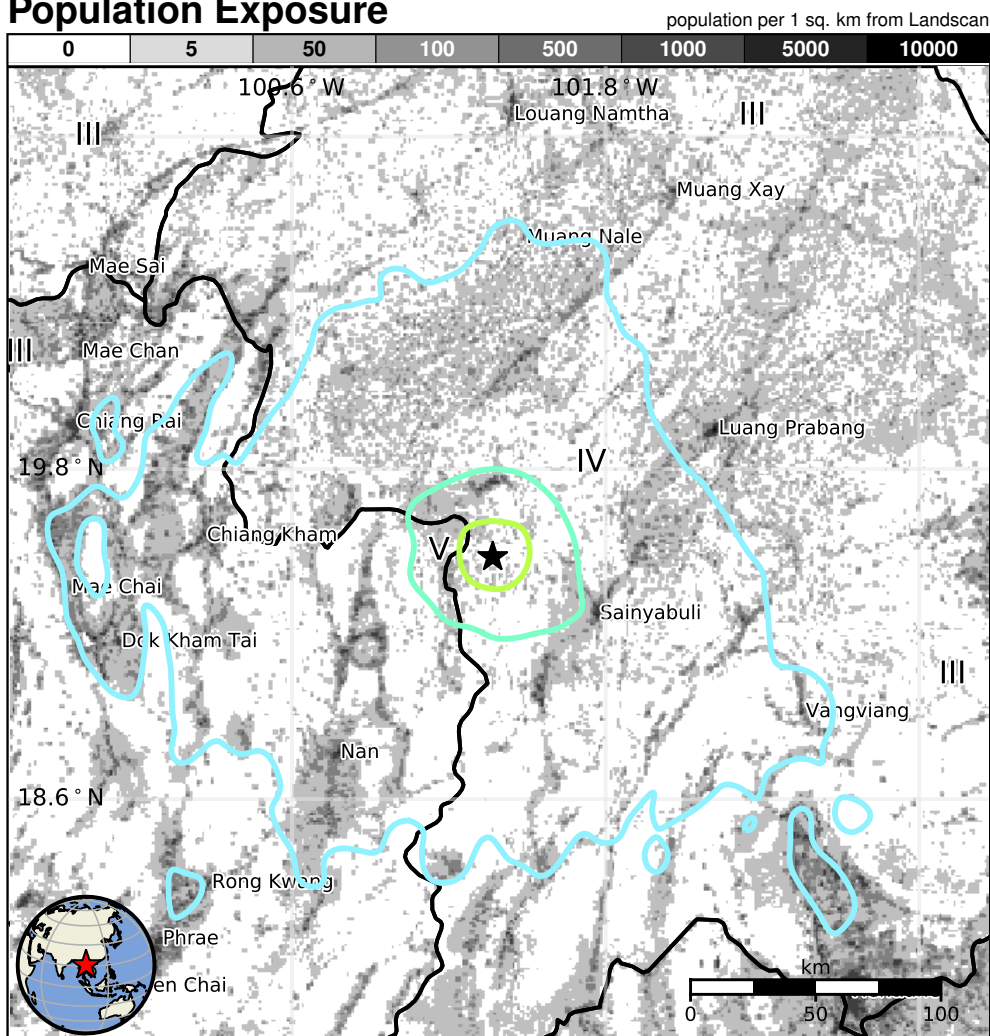 Population Exposure
population per 1 sq. km from Landscan
0 5 50 100 500 1000 5000 10000
100.6°W 101.8°W
Louang Namtha
III III
Muang Xay
Muang Nale
Mae Sai
III
Mae Chan
Chiang Rai
Luang Prabang
19.8°N
IV
Chiang Kham
V
Mae Chai
Sainyabuli
Dok Kham Tai
III
Vangviang
Nan
18.6°N
Rong Kwang
Phrae
km
en Chai
0 50 100